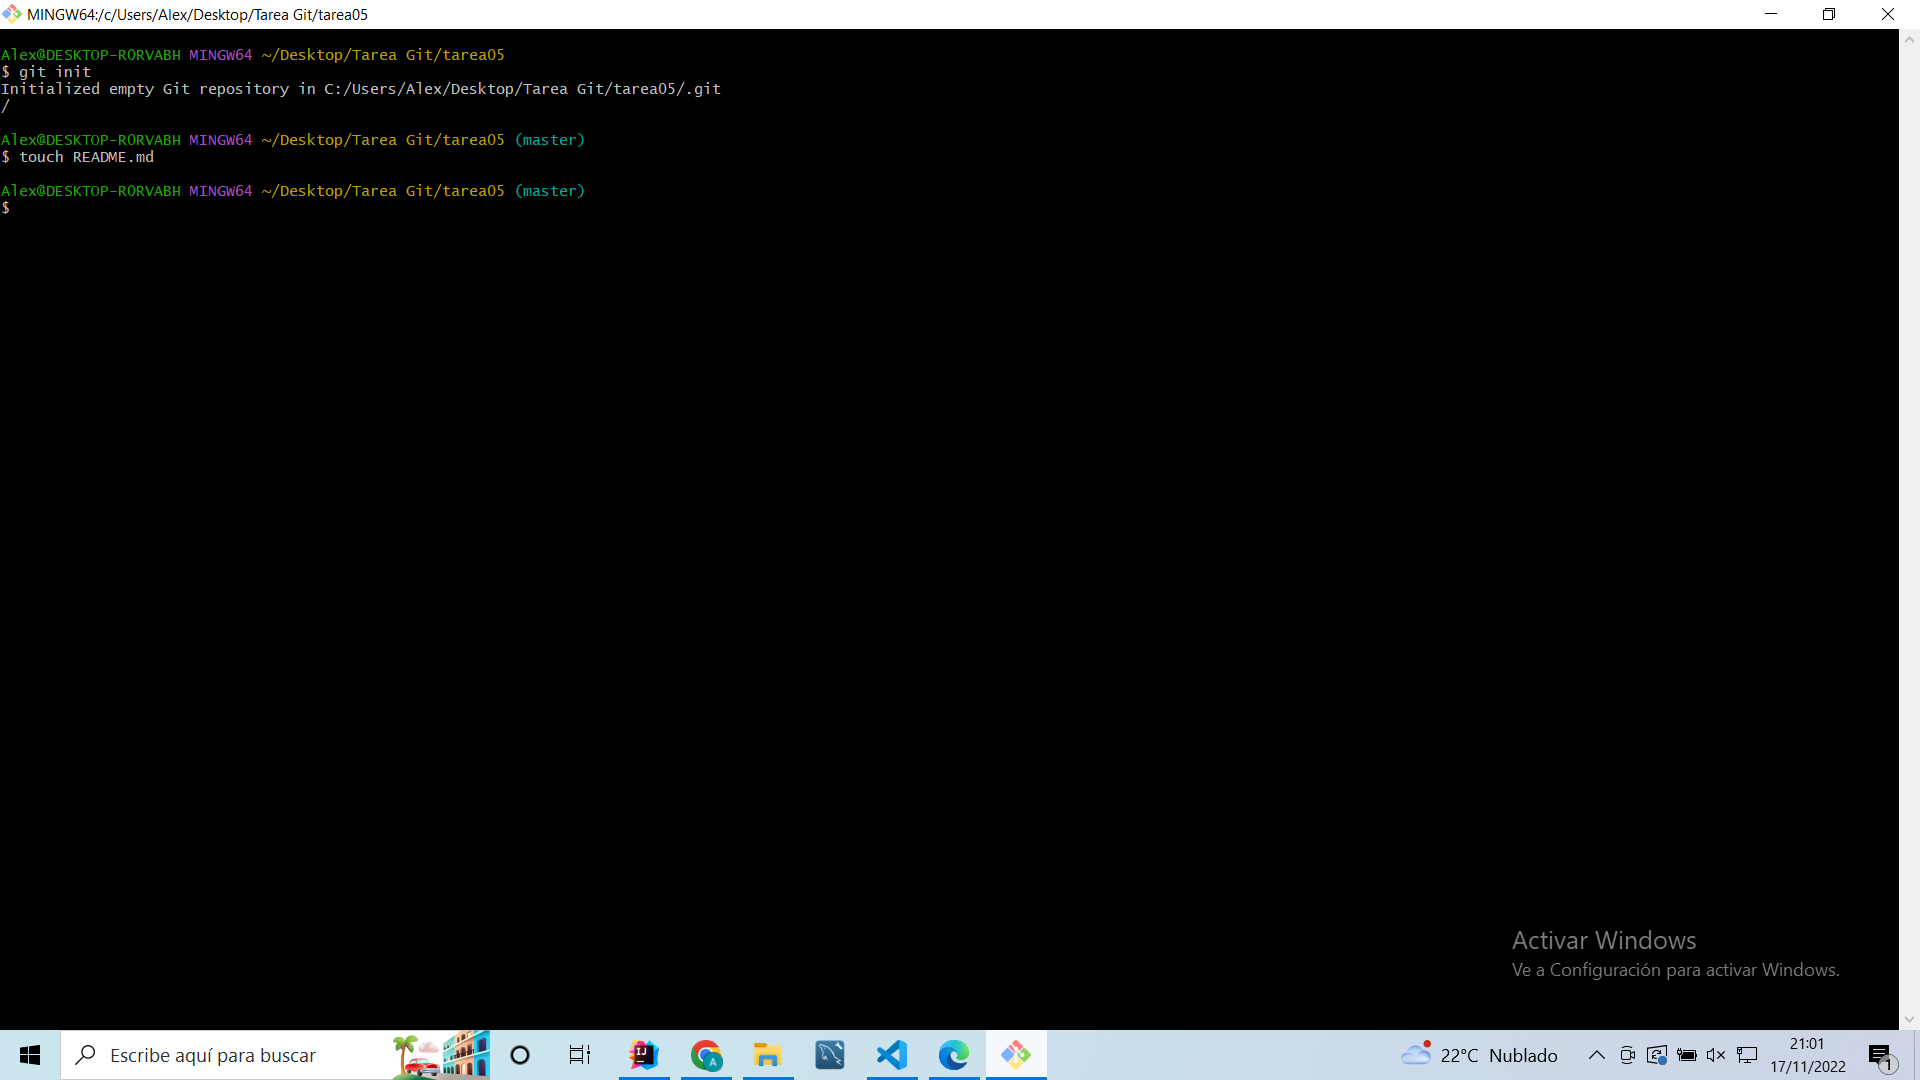 MINGW64:/c/Users/Alex/Desktop/Tarea Git/tarea05
Alex@DESKTOP-RORVABH MINGW64 ~/Desktop/Tarea Git/tarea05
$ git init
Initialized empty Git repository in C:/Users/Alex/Desktop/Tarea Git/tarea05/.git
/
Alex@DESKTOP-RORVABH MINGW64 ~/Desktop/Tarea Git/tarea05 (master)
$ touch README.md
Alex@DESKTOP-RORVABH MINGW64 ~/Desktop/Tarea Git/tarea05 (master)
$
Activar Windows
Ve a Configuración para activar Windows.
Escribe aquí para buscar
22°C Nublado
21:01
17/11/2022
1